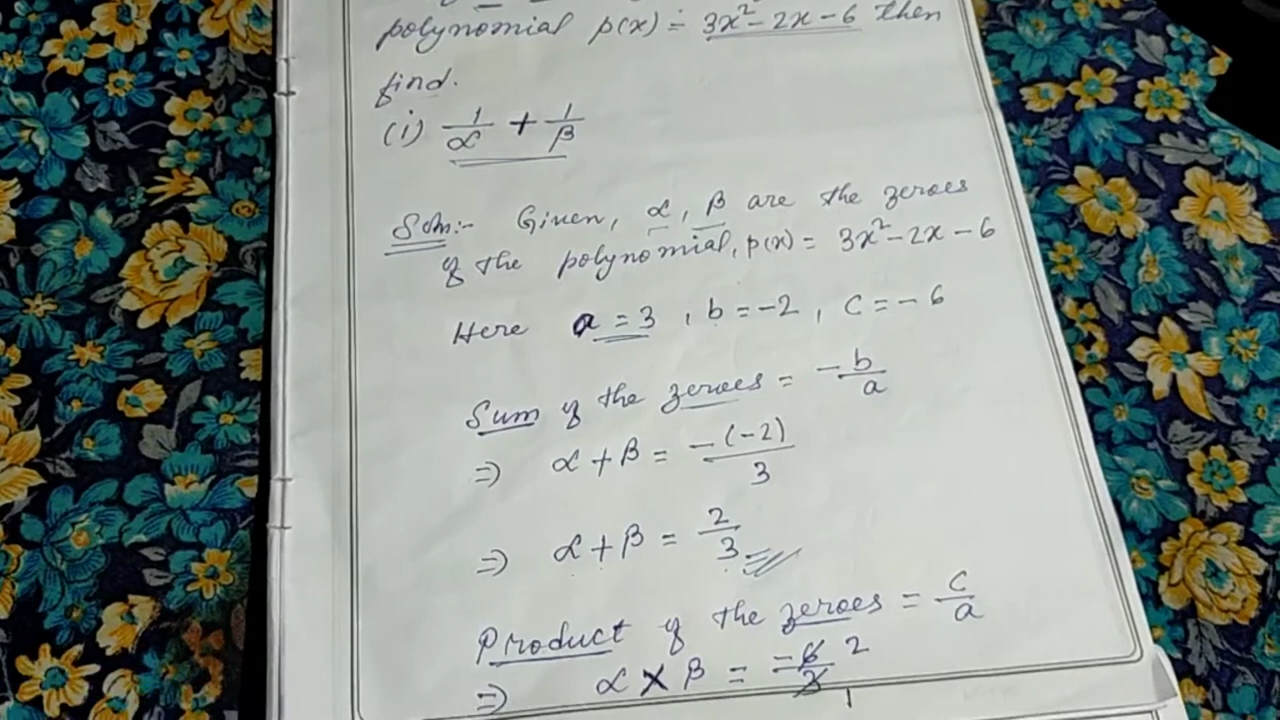 polynomial p(x) = 3x² - 2x - 6 then
find.
(i) 1/α + 1/β
Soln:- Given, α, β are the zeroes
of the polynomial, p(x) = 3x² - 2x - 6
Here a = 3 , b = -2 , c = - 6
Sum of the zeroes = - b/a
=) α + β = -(-2)/3
=) α + β = 2/3
Product of the zeroes = c/a
=) α × β = -6/3 2